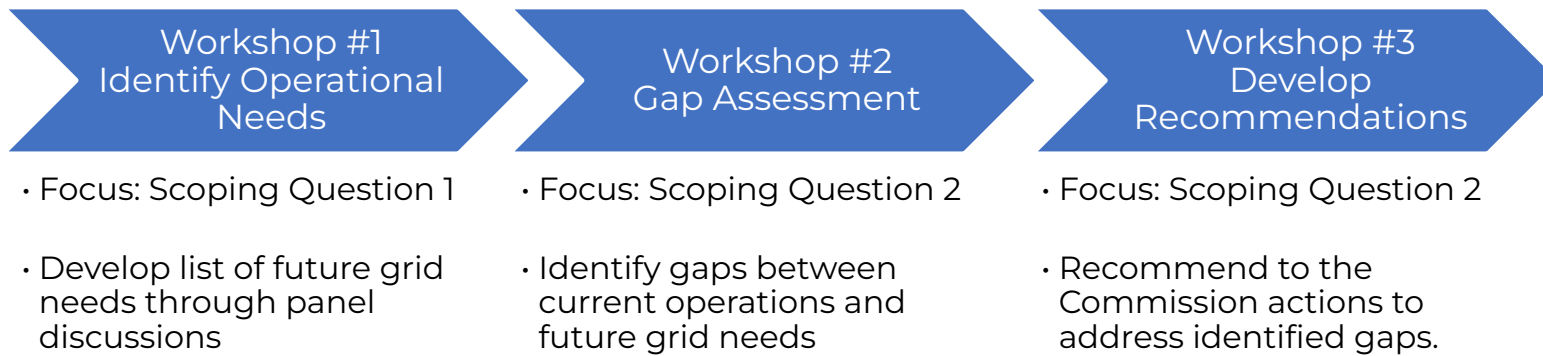 Workshop #1
Identify Operational
Needs
• Focus: Scoping Question 1
• Develop list of future grid
needs through panel
discussions
Workshop #2
Gap Assessment
• Focus: Scoping Question 2
• Identify gaps between
current operations and
future grid needs
Workshop #3
Develop
Recommendations
• Focus: Scoping Question 2
• Recommend to the
Commission actions to
address identified gaps.